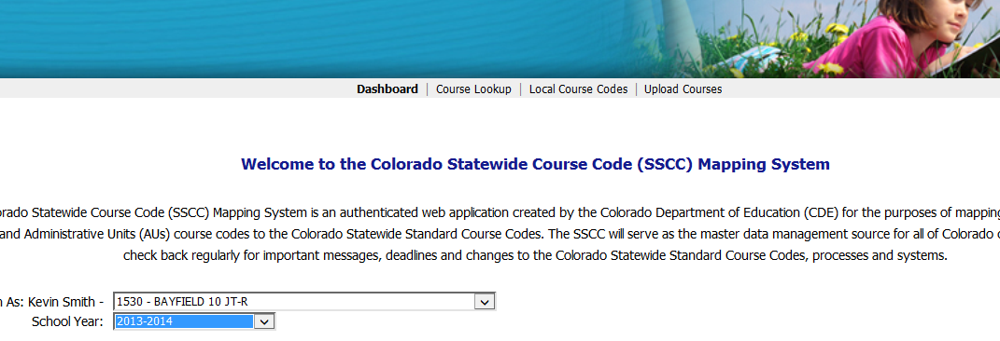 Dashboard | Course Lookup | Local Course Codes | Upload Courses
Welcome to the Colorado Statewide Course Code (SSCC) Mapping System
Statewide Course Code (SSCC) Mapping System is an authenticated web application created by the Colorado Department of Education (CDE) for the purposes of mapping
and Administrative Units (AUs) course codes to the Colorado Statewide Standard Course Codes. The SSCC will serve as the master data management source for all of Colorado
check back regularly for important messages, deadlines and changes to the Colorado Statewide Standard Course Codes, processes and systems.
As: Kevin Smith - 1530 - BAYFIELD 10 JT-R
School Year: 2013-2014